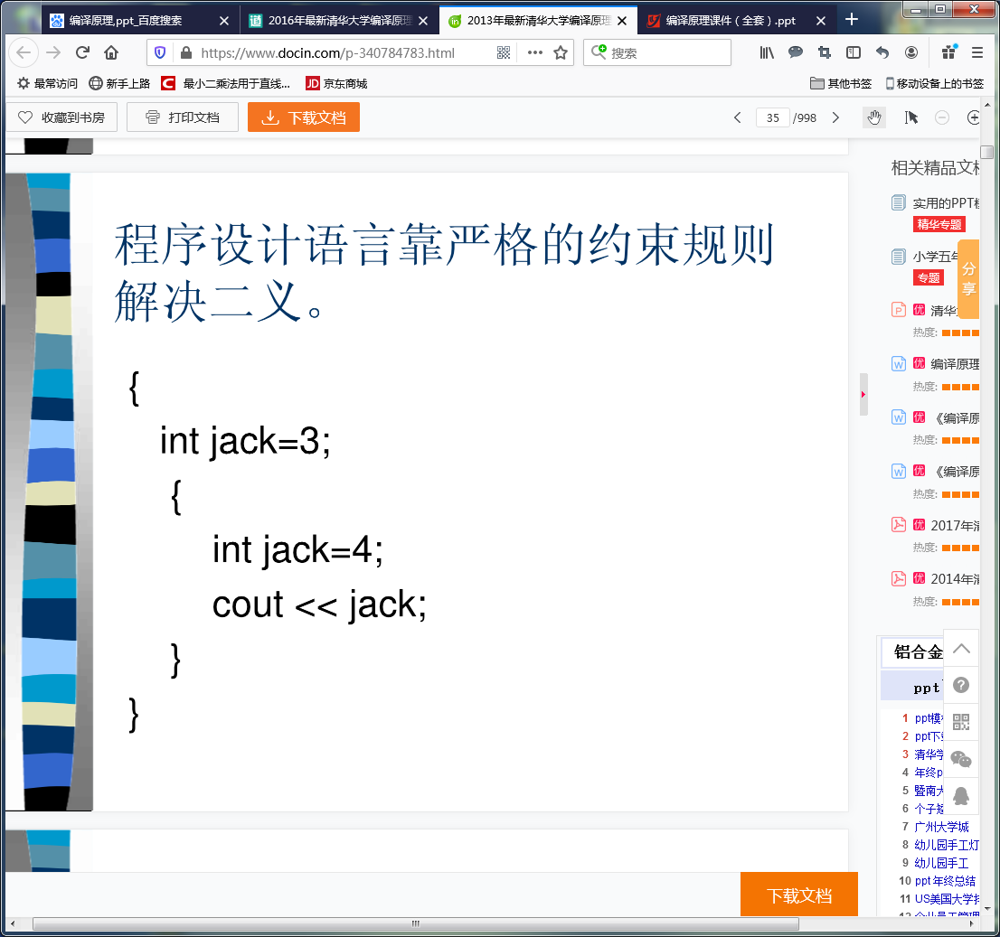 编译原理.ppt_百度搜索
2016年最新清华大学编译原理
2013年最新清华大学编译原理
编译原理课件（全套）.ppt
https://www.docin.com/p-340784783.html
搜索
最常访问
新手上路
最小二乘法用于直线...
JD 京东商城
其他书签
移动设备上的书签
收藏到书房
打印文档
下载文档
35 /998
程序设计语言靠严格的约束规则
解决二义。
{
int jack=3;
{
int jack=4;
cout << jack;
}
}
相关精品文档
实用的PPT
精华专题
小学五年
专题
分享
优 清华
热度:
优 编译原理
热度:
优 《编译原
热度:
优 《编译原
热度:
优 2017年清
热度:
优 2014年清
热度:
铝合金
ppt
1 ppt模
2 ppt下
3 清华学
4 年终p
5 暨南大
6 个子矮
7 广州大学城
8 幼儿园手工灯
9 幼儿园手工
10 ppt 年终总结
11 US美国大学
下载文档